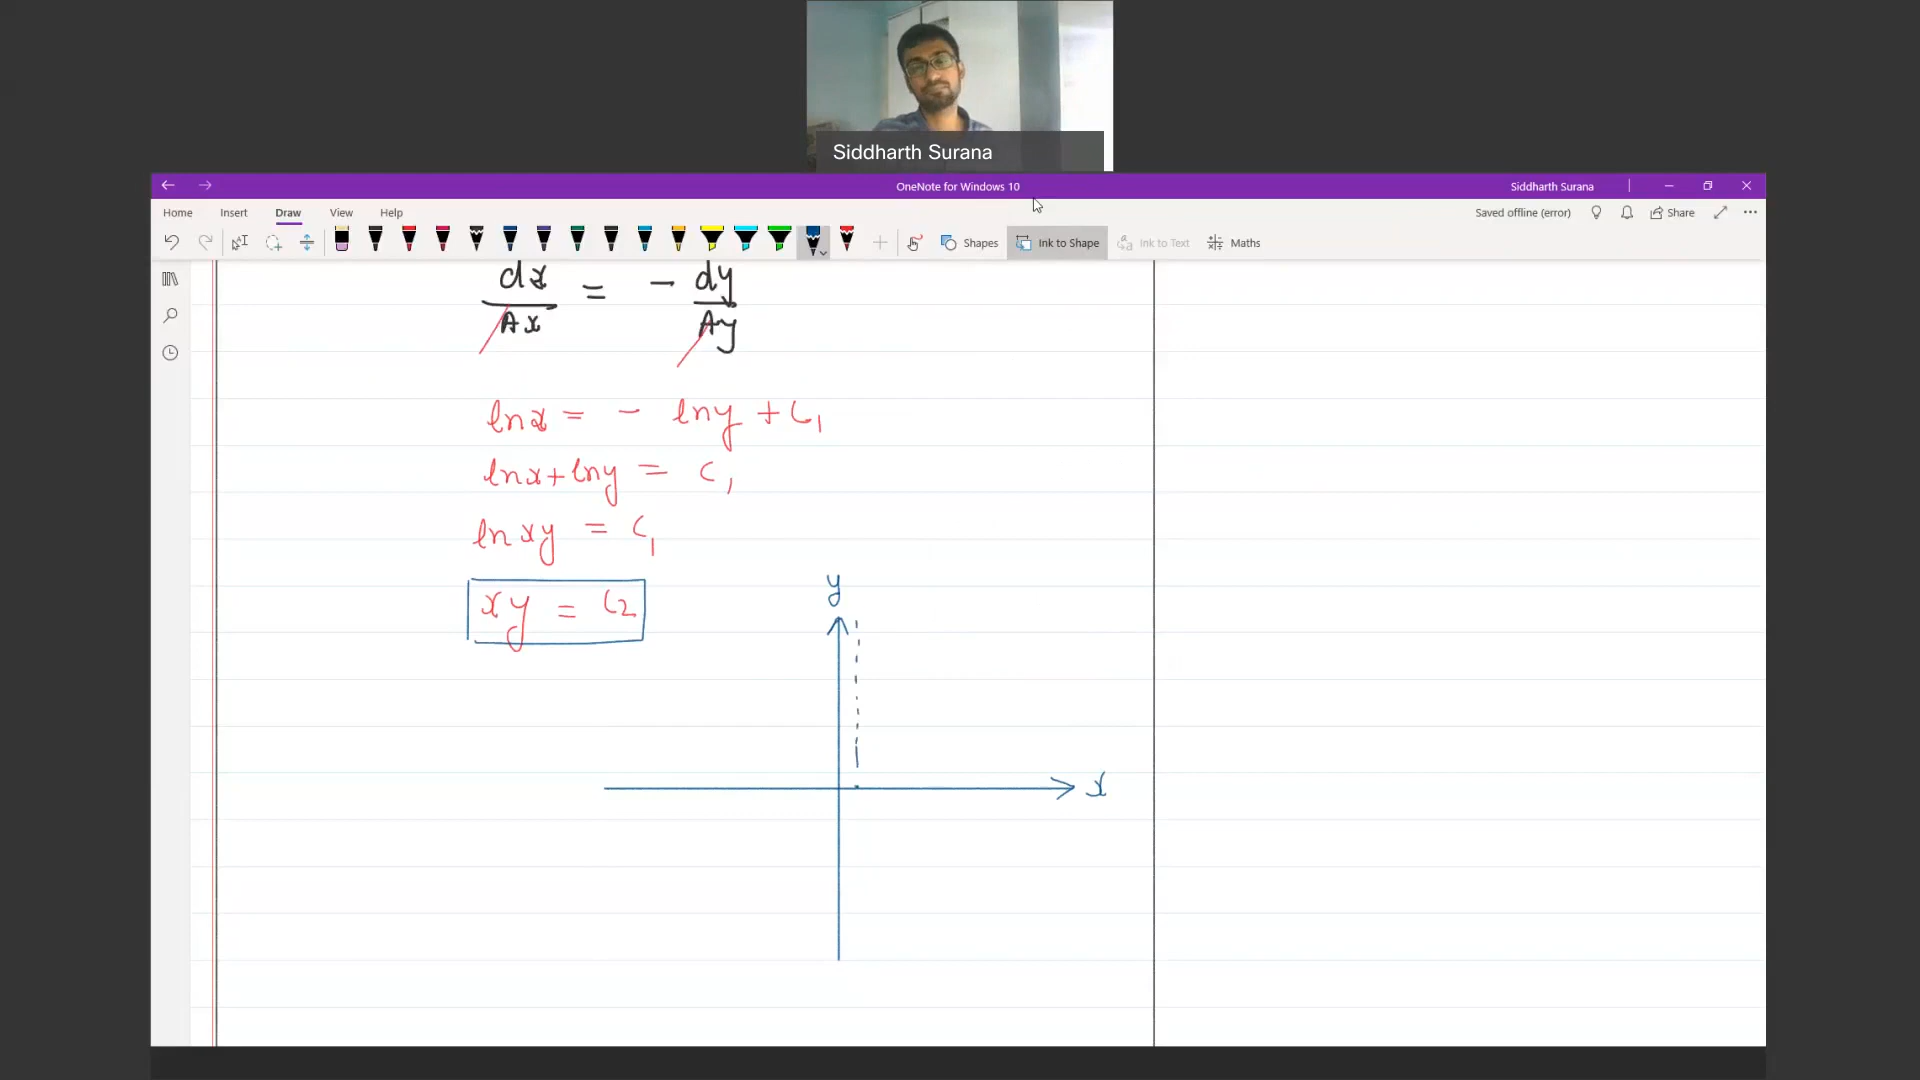 Siddharth Surana
OneNote for Windows 10
Siddharth Surana
Home Insert Draw View Help
Saved offline (error) Share
Shapes Ink to Shape Ink to Text Maths
dx/Ax = - dy/Ay
ln x = - ln y + C₁
ln x + ln y = C₁
ln xy = C₁
xy = C₂
y
x